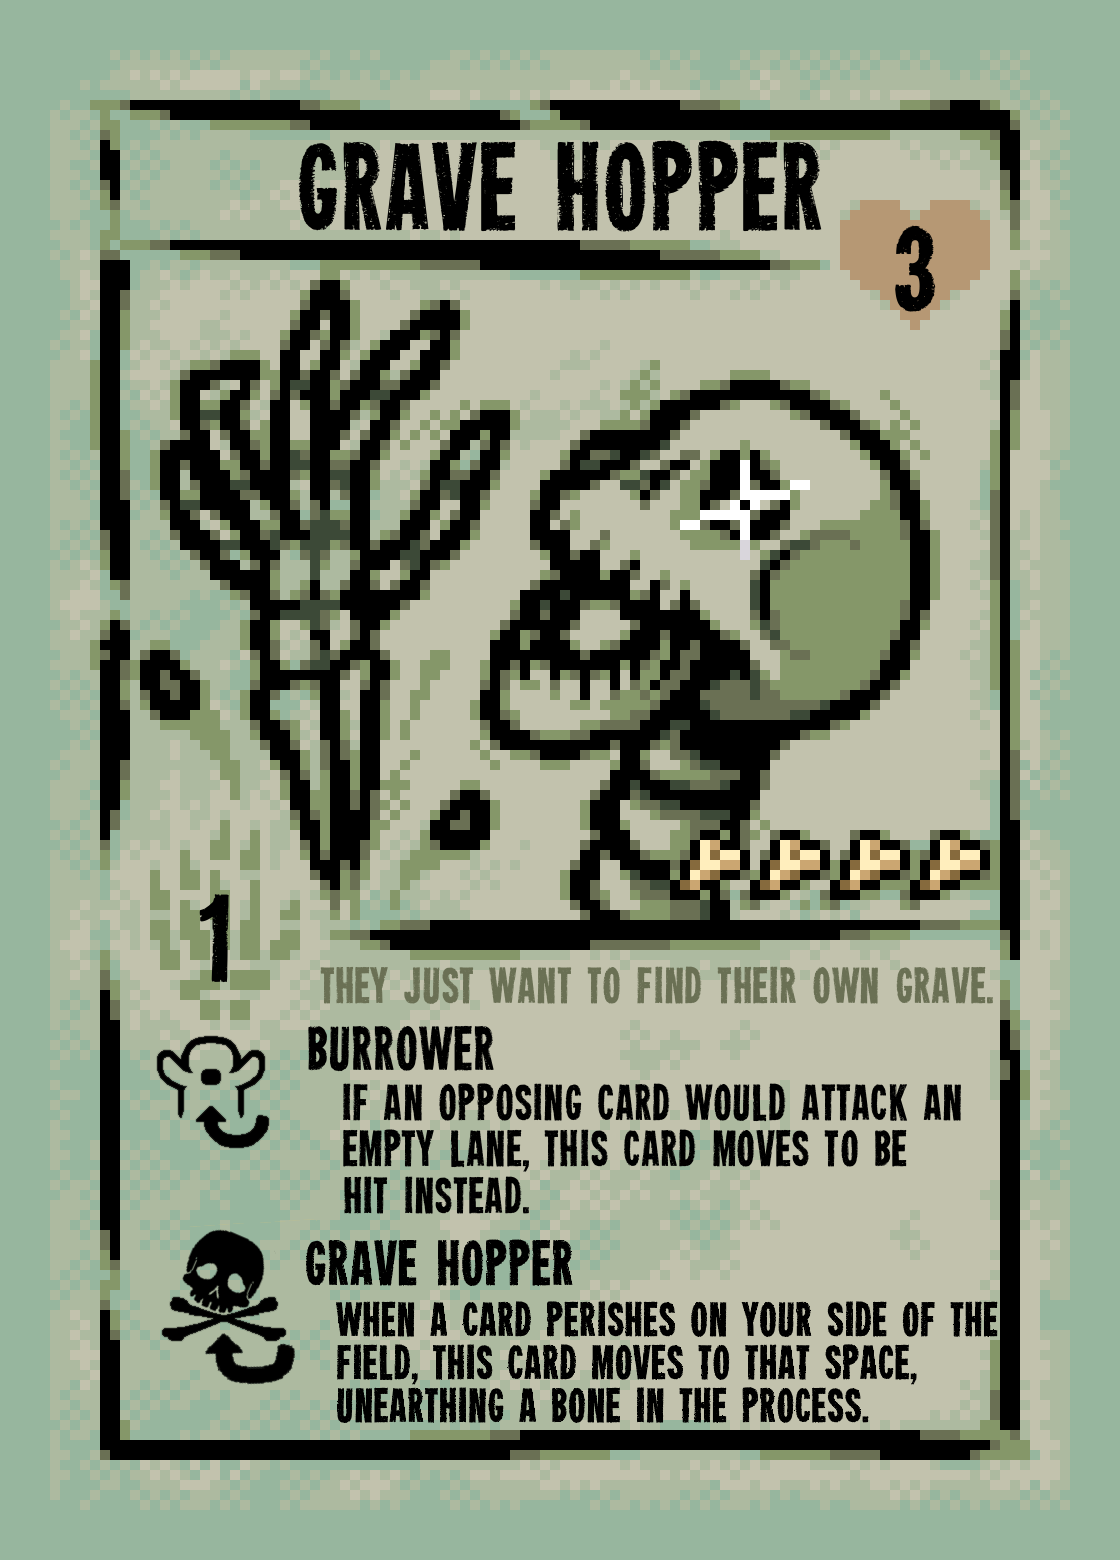 GRAVE HOPPER
3
1
THEY JUST WANT TO FIND THEIR OWN GRAVE.
BURROWER
IF AN OPPOSING CARD WOULD ATTACK AN
EMPTY LANE, THIS CARD MOVES TO BE
HIT INSTEAD.
GRAVE HOPPER
WHEN A CARD PERISHES ON YOUR SIDE OF THE
FIELD, THIS CARD MOVES TO THAT SPACE,
UNEARTHING A BONE IN THE PROCESS.